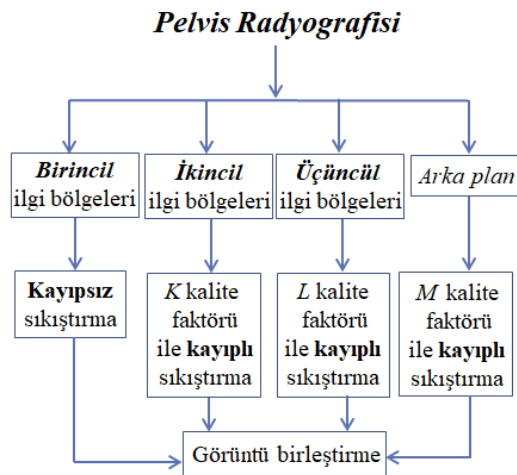 Pelvis Radyografisi
Birincil
ilgi bölgeleri
İkincil
ilgi bölgeleri
Üçüncül
ilgi bölgeleri
Arka plan
Kayıpsız
sıkıştırma
K kalite
faktörü
ile kayıplı
sıkıştırma
L kalite
faktörü
ile kayıplı
sıkıştırma
M kalite
faktörü
ile kayıplı
sıkıştırma
Görüntü birleştirme